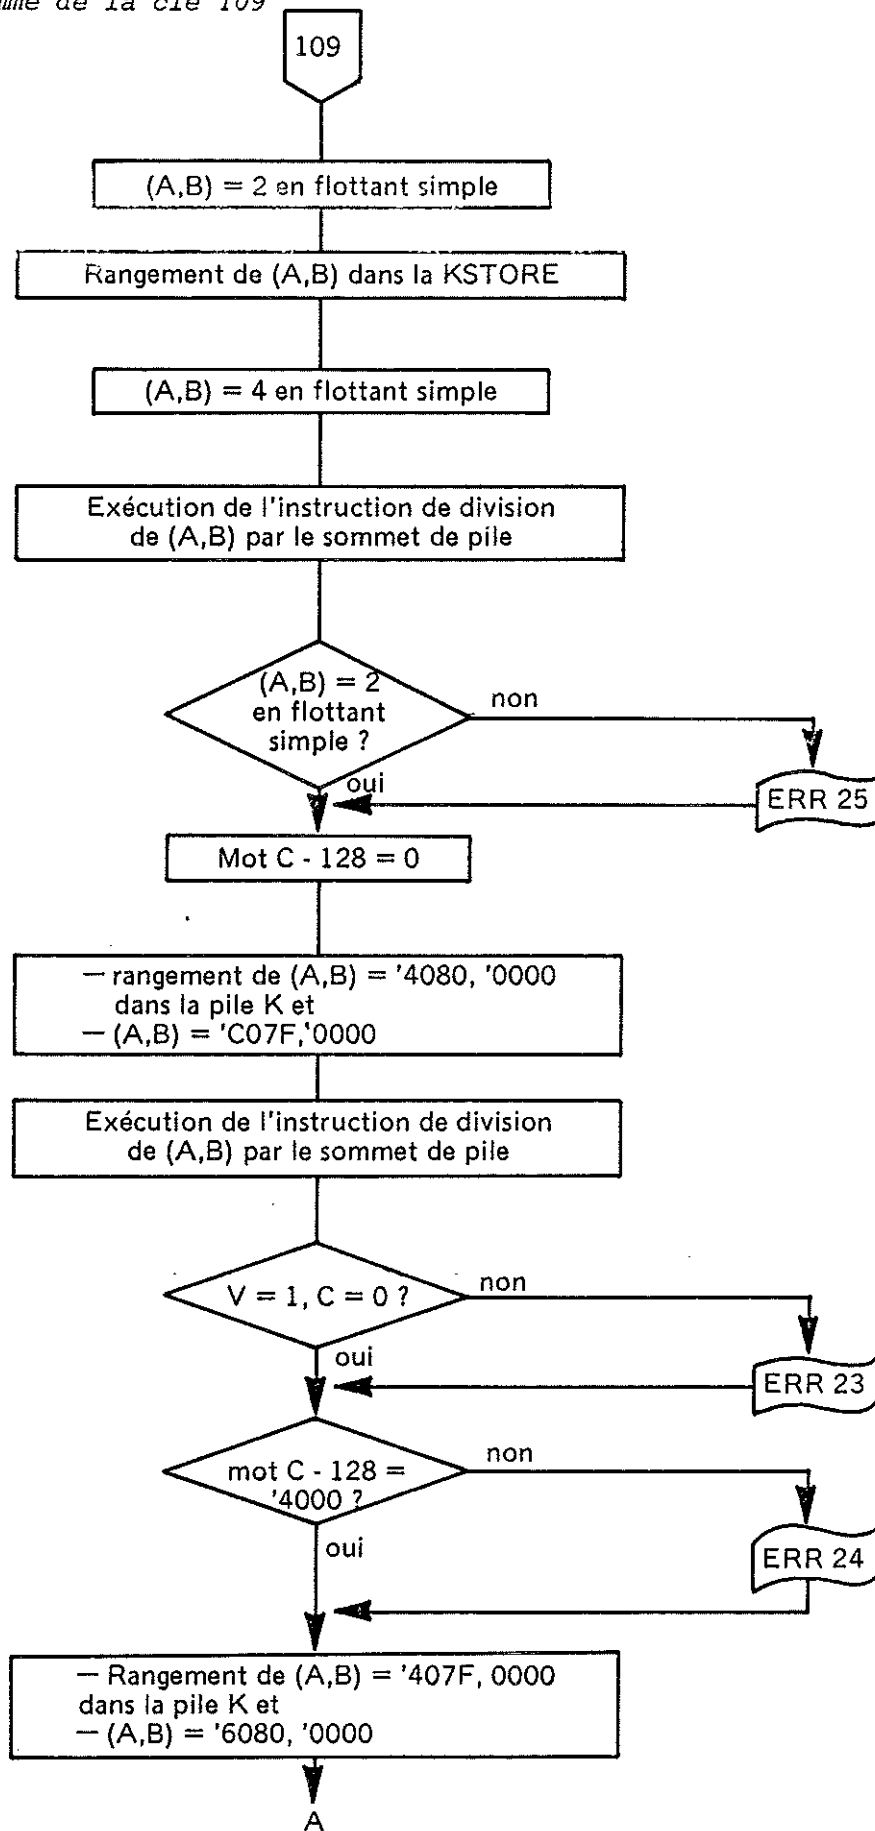 de la clé 109
109
(A,B) = 2 en flottant simple
Rangement de (A,B) dans la KSTORE
(A,B) = 4 en flottant simple
Exécution de l'instruction de division
de (A,B) par le sommet de pile
(A,B) = 2
en flottant
simple ?
non
oui
ERR 25
Mot C - 128 = 0
— rangement de (A,B) = '4080, '0000
dans la pile K et
— (A,B) = 'C07F,'0000
Exécution de l'instruction de division
de (A,B) par le sommet de pile
V = 1, C = 0 ?
non
oui
ERR 23
mot C - 128 =
'4000 ?
non
oui
ERR 24
— Rangement de (A,B) = '407F, 0000
dans la pile K et
— (A,B) = '6080, '0000
A